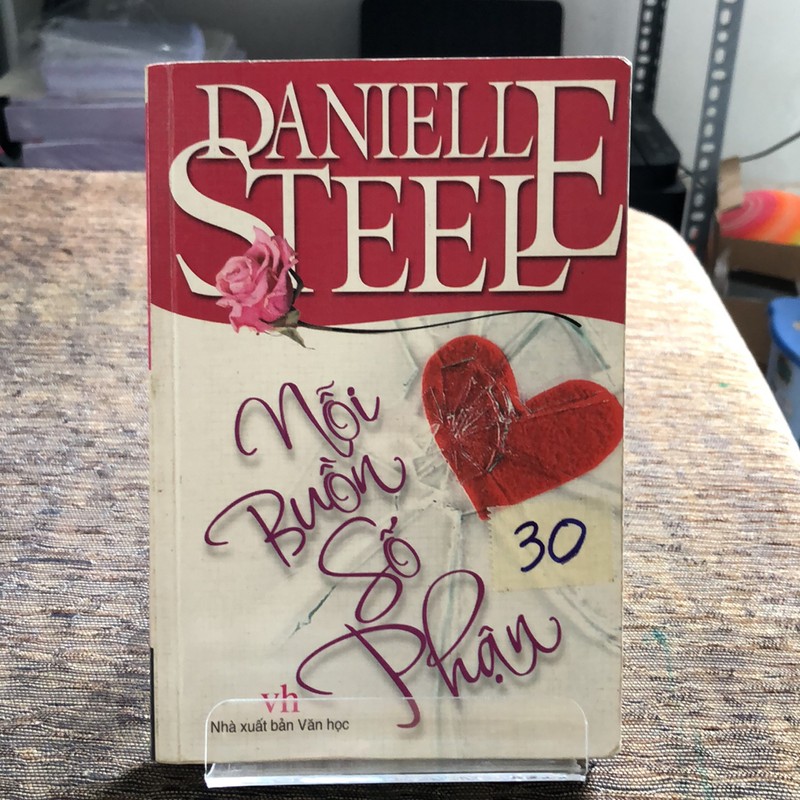 DANIELLE
STEEL
Nỗi
Buồn
Số
Phận
30
vh
Nhà xuất bản Văn học